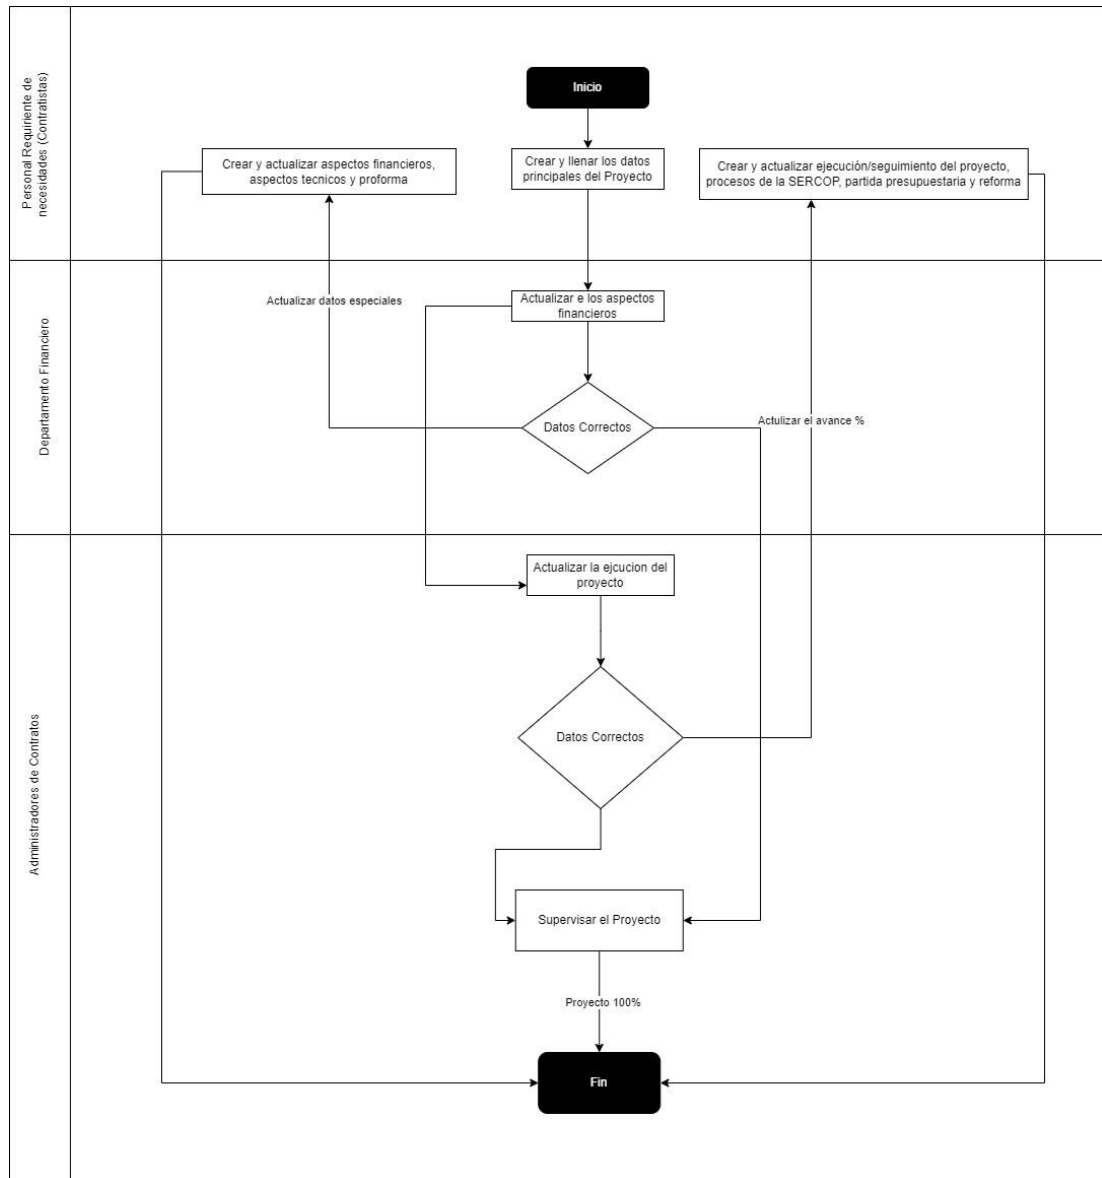 Personal Requiriente de
necesidades (Contratistas)
Inicio
Crear y actualizar aspectos financieros,
aspectos tecnicos y proforma
Crear y llenar los datos
principales del Proyecto
Crear y actualizar ejecución/seguimiento del proyecto,
procesos de la SERCOP, partida presupuestaria y reforma
Departamento Financiero
Actualizar datos especiales
Actualizar e los aspectos
financieros
Datos Correctos
Actulizar el avance %
Administradores de Contratos
Actualizar la ejcucion del
proyecto
Datos Correctos
Supervisar el Proyecto
Proyecto 100%
Fin